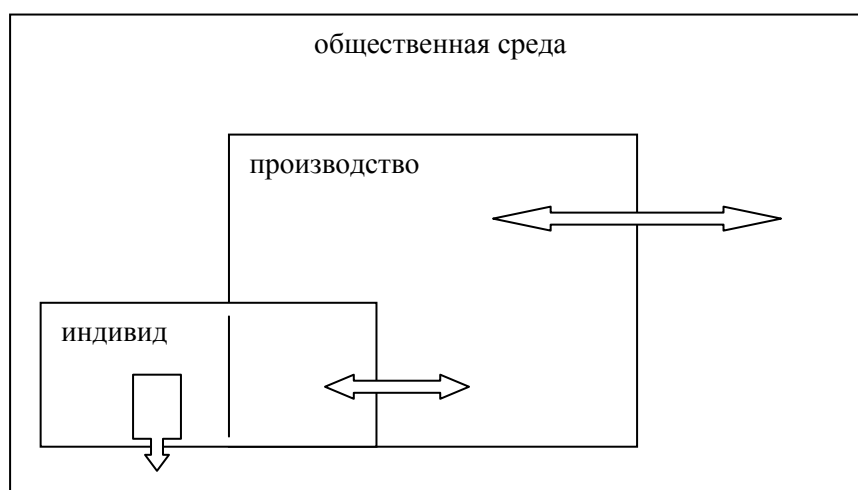 общественная среда
производство
индивид